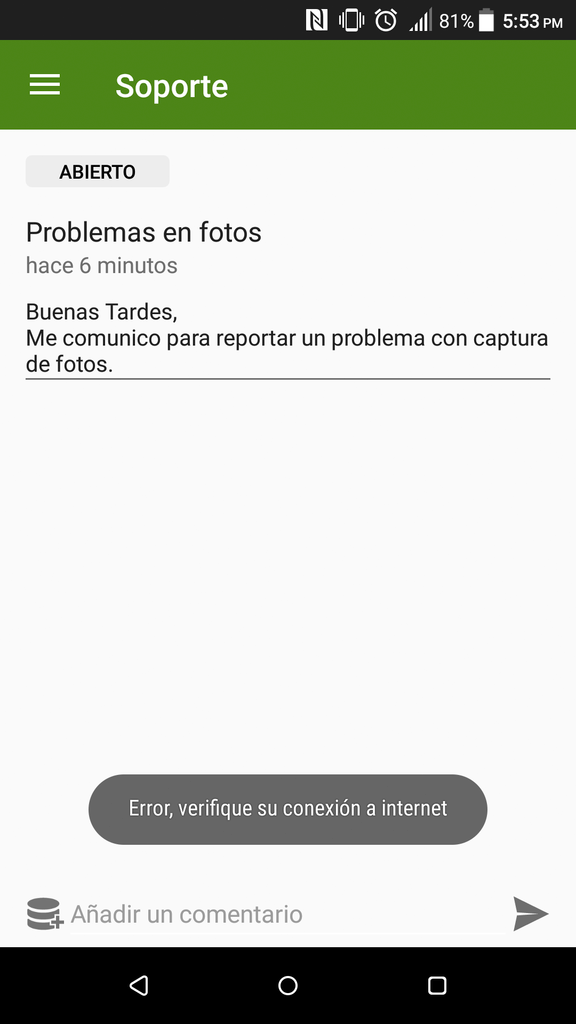 81% 5:53 PM
Soporte
ABIERTO
Problemas en fotos
hace 6 minutos
Buenas Tardes,
Me comunico para reportar un problema con captura
de fotos.
Error, verifique su conexión a internet
Añadir un comentario